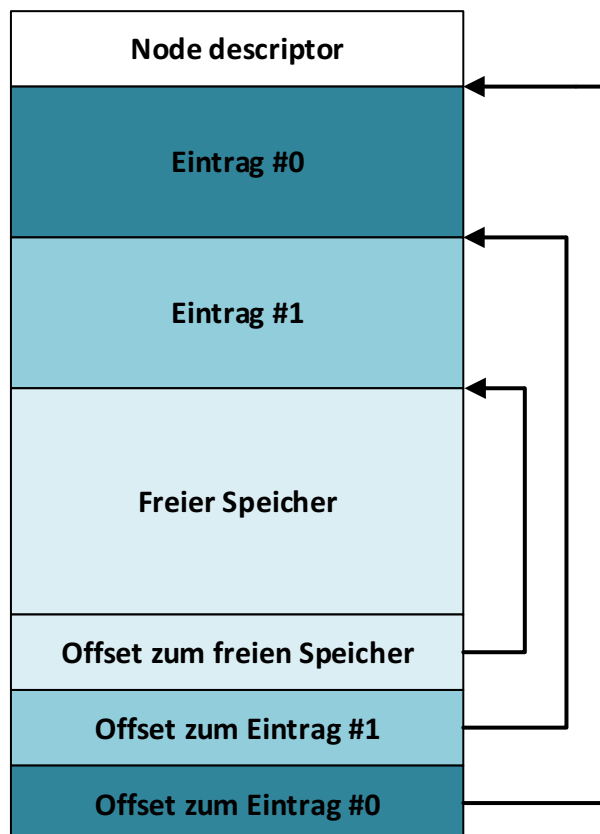 Node descriptor
Eintrag #0
Eintrag #1
Freier Speicher
Offset zum freien Speicher
Offset zum Eintrag #1
Offset zum Eintrag #0